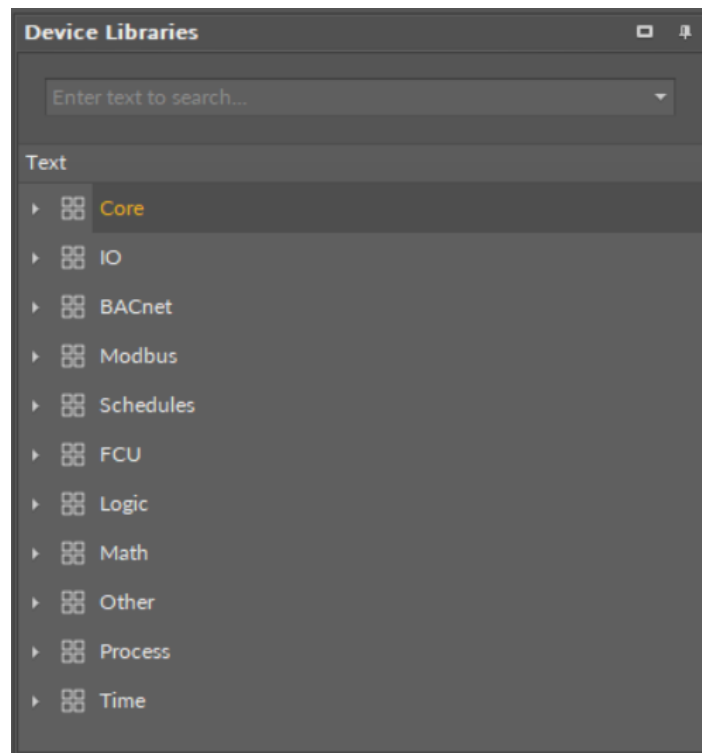 Device Libraries
Enter text to search...
Text
Core
IO
BACnet
Modbus
Schedules
FCU
Logic
Math
Other
Process
Time